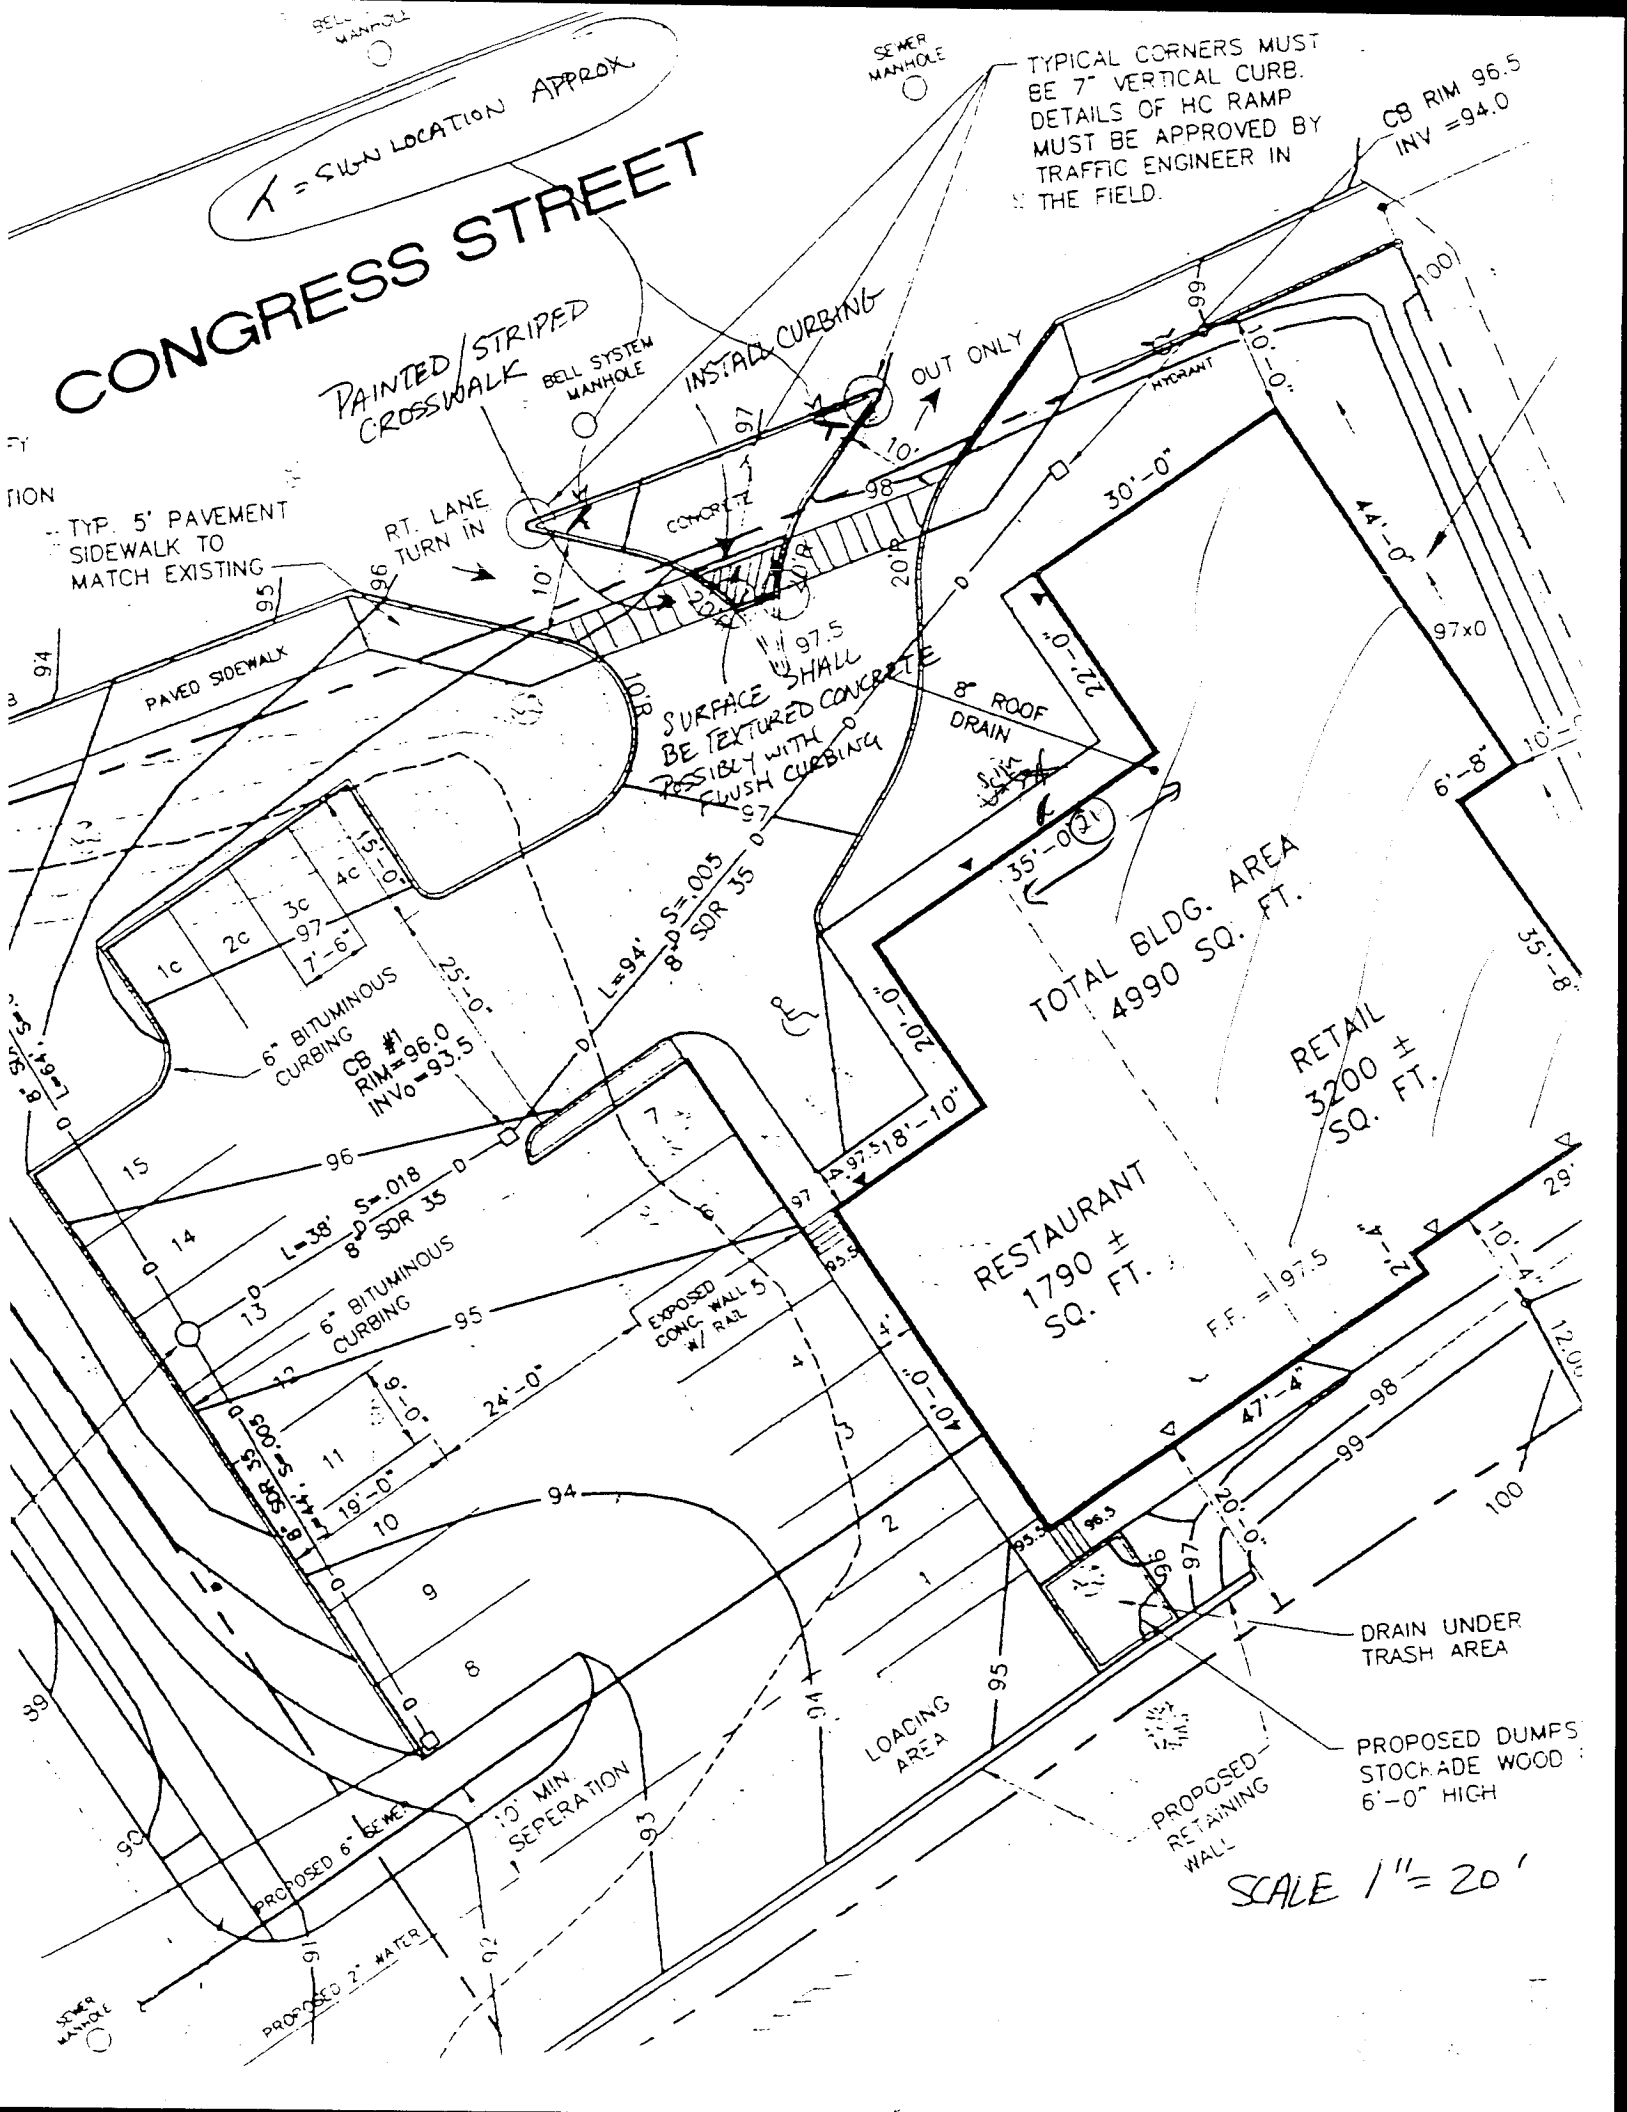 MANHOLE
SEWER
MANHOLE
X = SIGN LOCATION APPROX.
TYPICAL CORNERS MUST
BE 7" VERTICAL CURB.
DETAILS OF HC RAMP
MUST BE APPROVED BY
TRAFFIC ENGINEER IN
THE FIELD.
CB RIM 96.5
INV =94.0
CONGRESS STREET
PAINTED/STRIPED
CROSSWALK
BELL SYSTEM
MANHOLE
INSTALL CURBING
OUT ONLY
99
100
10'-0"
HYDRANT
97
10'
98
30'-0"
44'-0"
TION
TYP. 5' PAVEMENT
SIDEWALK TO
MATCH EXISTING
RT. LANE
TURN IN
CONCRETE
10'
20'R
20'R
96
95
94
PAVED SIDEWALK
10'R
97.5
SURFACE SHALL
BE TEXTURED CONCRETE
POSSIBLY WITH
FLUSH CURBING
97
8" ROOF
DRAIN
22'-0"
97x0
10'-
6'-8"
35'-0"
21
35'-8"
TOTAL BLDG. AREA
4990 SQ. FT.
RETAIL
3200 ±
SQ. FT.
15'-0"
4c
3c
2c
1c
97
7'-6"
25'-0"
L=94' S=.005
8" D SDR 35
20'-0"
18'-10"
97.5
6" BITUMINOUS
CURBING
CB #1
RIM=96.0
INVo=93.5
L=64', S=.0
8" SDR
15
14
13
12
11
10
9
8
7
6
5
4
3
2
1
96
L=38' S=.018
8" D SDR 35
6" BITUMINOUS
CURBING
95
97
95.5
EXPOSED
CONC. WALL
W/ RAIL
4'
40'-0"
RESTAURANT
1790 ±
SQ. FT.
F.F. = 97.5
2'-4"
29'
10'-4"
12.0
47'-4"
98
99
100
9'-0"
24'-0"
19'-0"
L=44', S=.005
8" SDR 35
94
95.5
96.5
96
97
20'-0"
DRAIN UNDER
TRASH AREA
94
95
LOADING
AREA
PROPOSED DUMPS
STOCKADE WOOD
6'-0" HIGH
PROPOSED
RETAINING
WALL
89
90
91
92
93
10' MIN.
SEPERATION
PROPOSED 6" SEWER
PROPOSED 2" WATER
SEWER
MANHOLE
SCALE 1"= 20'